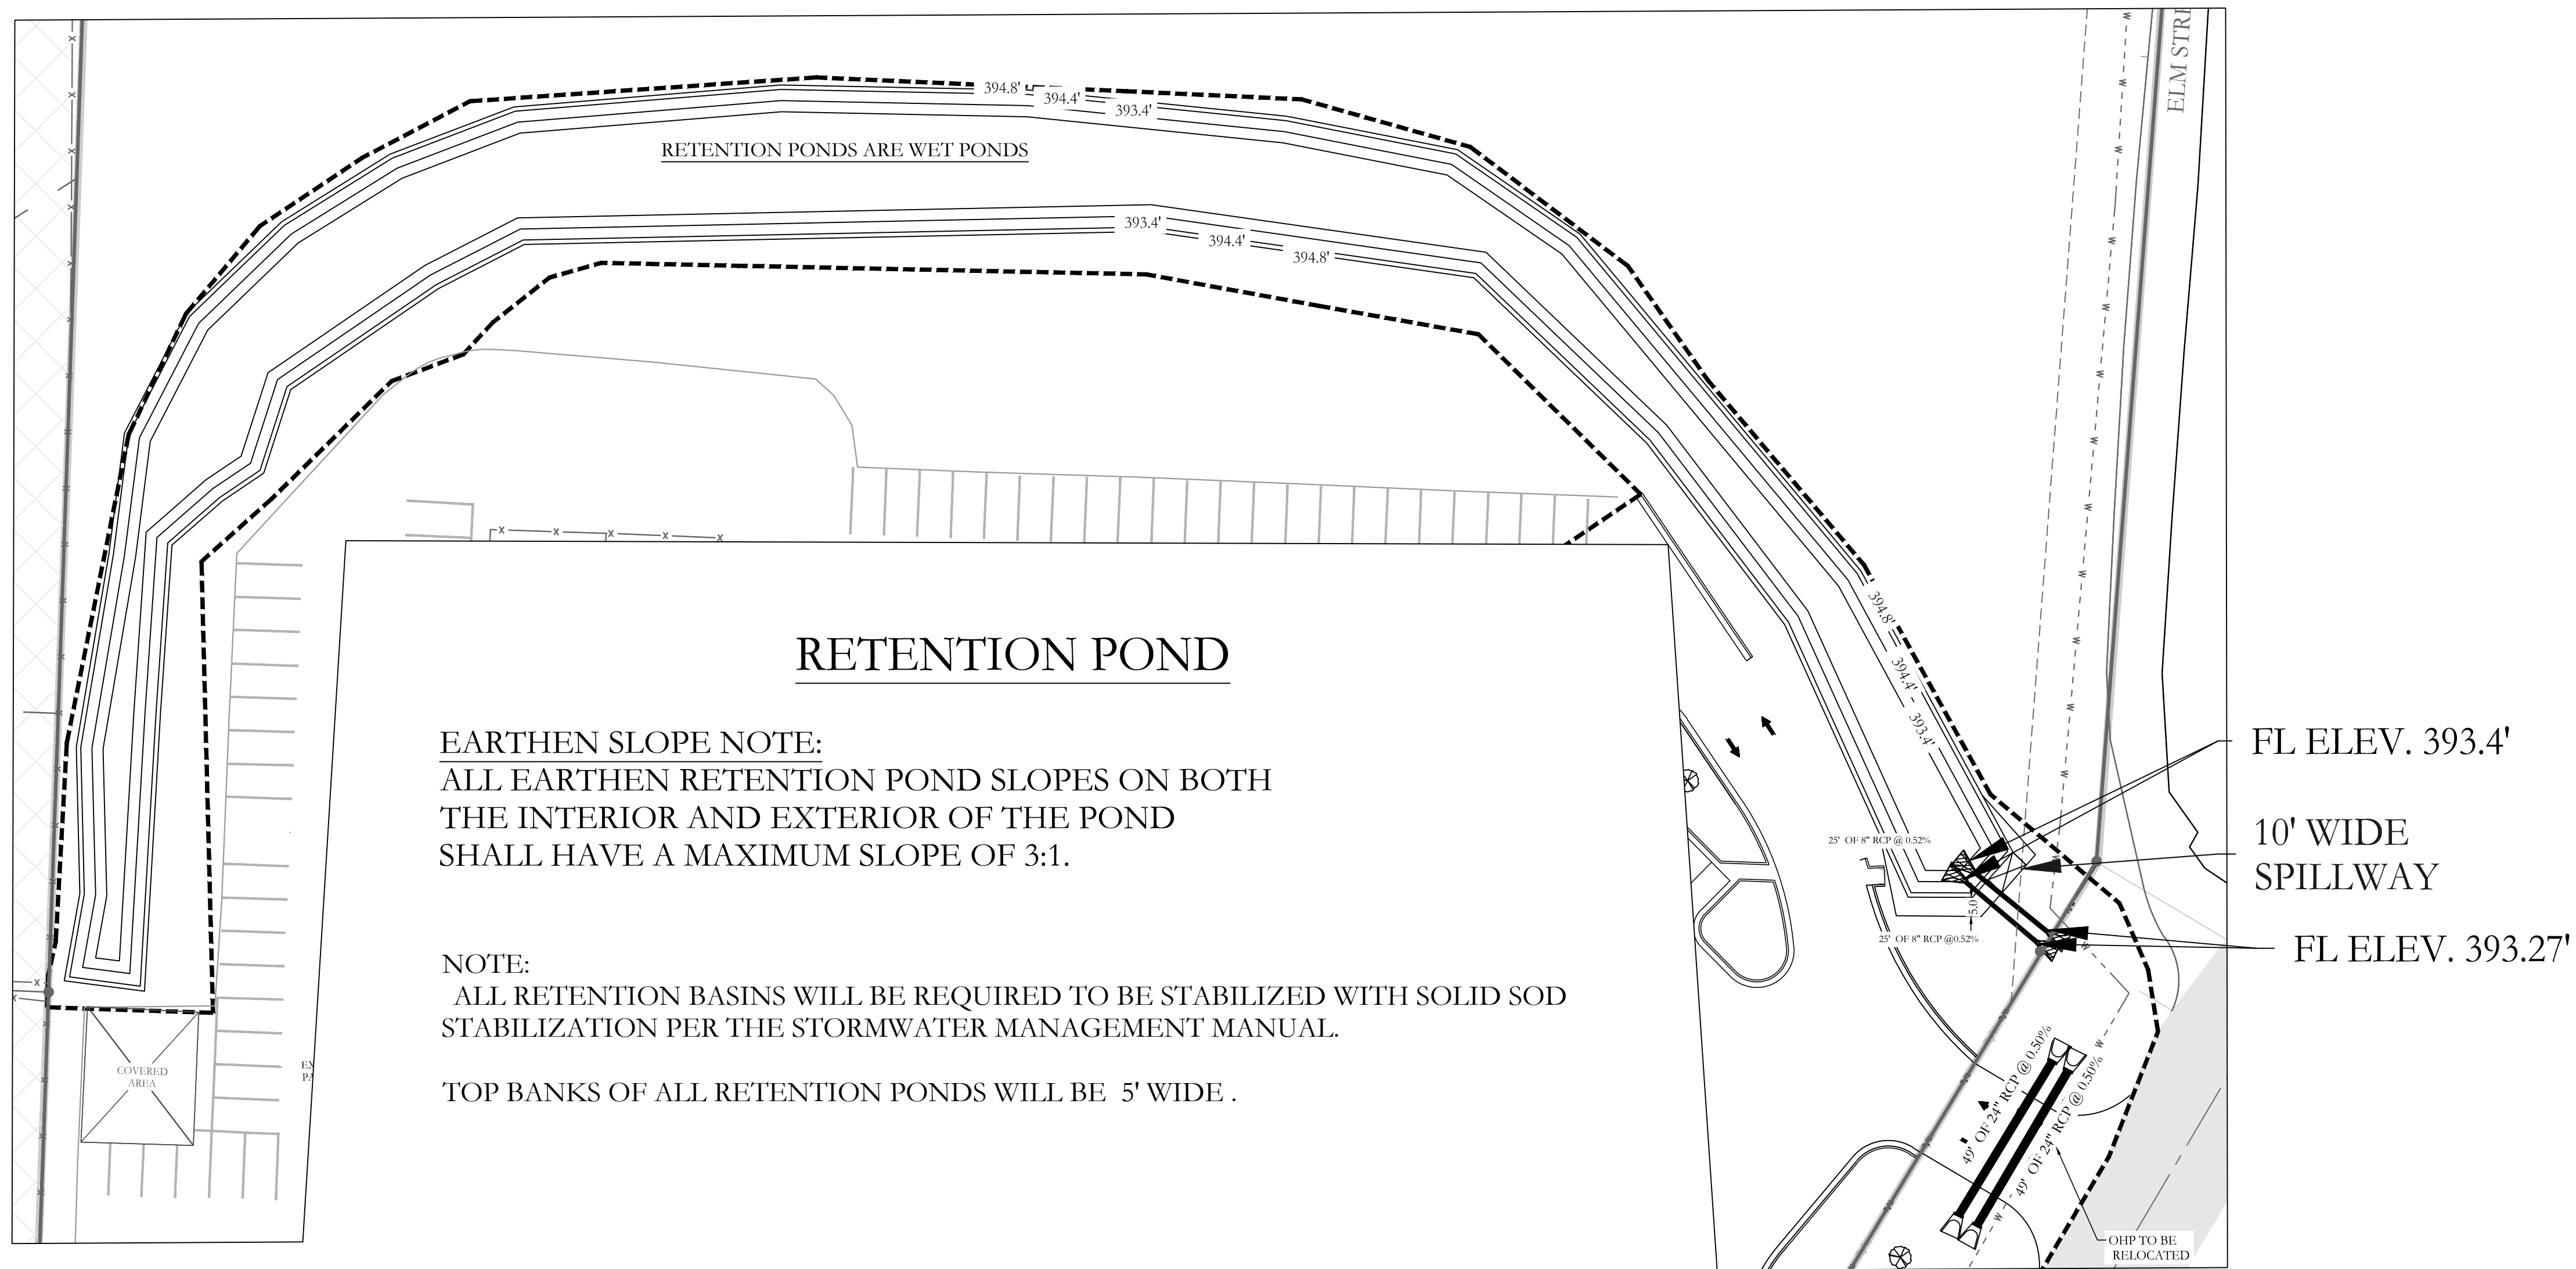 ELM STRE
394.8'
394.4'
393.4'
RETENTION PONDS ARE WET PONDS
393.4'
394.4'
394.8'
394.8'
394.4'
393.4'
RETENTION POND
EARTHEN SLOPE NOTE:
ALL EARTHEN RETENTION POND SLOPES ON BOTH
THE INTERIOR AND EXTERIOR OF THE POND
SHALL HAVE A MAXIMUM SLOPE OF 3:1.
NOTE:
ALL RETENTION BASINS WILL BE REQUIRED TO BE STABILIZED WITH SOLID SOD
STABILIZATION PER THE STORMWATER MANAGEMENT MANUAL.
TOP BANKS OF ALL RETENTION PONDS WILL BE 5' WIDE .
FL ELEV. 393.4'
10' WIDE
SPILLWAY
FL ELEV. 393.27'
25' OF 8" RCP @ 0.52%
5.0
25' OF 8" RCP @0.52%
COVERED
AREA
EX
PA
49' OF 24" RCP @ 0.50%
49' OF 24" RCP @ 0.50%
OHP TO BE
RELOCATED